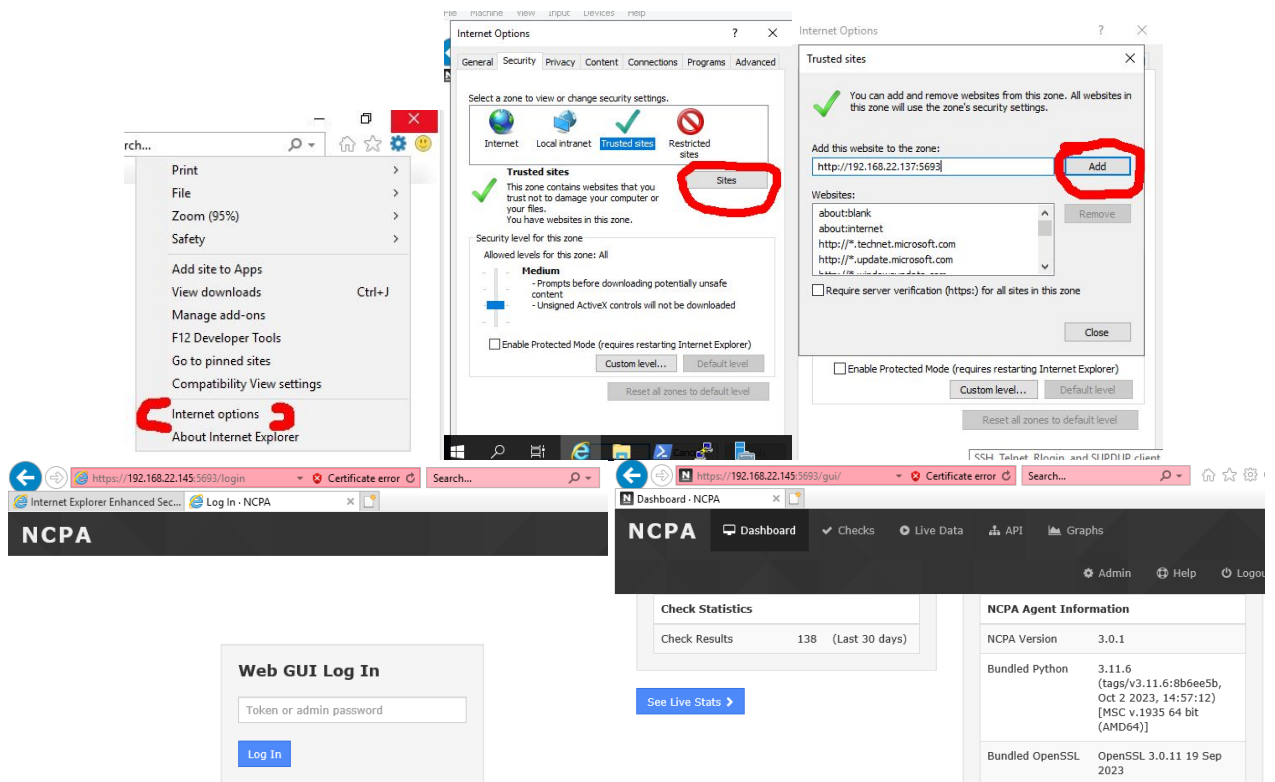 File Machine View Input Devices Help
rch...
Print
File
Zoom (95%)
Safety
Add site to Apps
View downloads Ctrl+J
Manage add-ons
F12 Developer Tools
Go to pinned sites
Compatibility View settings
Internet options
About Internet Explorer
Internet Options ? X
General Security Privacy Content Connections Programs Advanced
Select a zone to view or change security settings.
Internet Local intranet Trusted sites Restricted
sites
Trusted sites
Sites
This zone contains websites that you
trust not to damage your computer or
your files.
You have websites in this zone.
Security level for this zone
Allowed levels for this zone: All
Medium
- Prompts before downloading potentially unsafe
content
- Unsigned ActiveX controls will not be downloaded
Enable Protected Mode (requires restarting Internet Explorer)
Custom level... Default level
Reset all zones to default level
Internet Options ? X
Trusted sites
You can add and remove websites from this zone. All websites in
this zone will use the zone's security settings.
Add this website to the zone:
http://192.168.22.137:5693 Add
Websites:
about:blank Remove
about:internet
http://*.technet.microsoft.com
http://*.update.microsoft.com
Require server verification (https:) for all sites in this zone
Close
Enable Protected Mode (requires restarting Internet Explorer)
Custom level... Default level
Reset all zones to default level
SSH, Telnet, Rlogin, and SUPDUP client
https://192.168.22.145:5693/login Certificate error Search...
Internet Explorer Enhanced Sec... Log In · NCPA
NCPA
Web GUI Log In
Token or admin password
Log In
https://192.168.22.145:5693/gui/ Certificate error Search...
Dashboard · NCPA
NCPA Dashboard Checks Live Data API Graphs
Admin Help Logou
Check Statistics
Check Results 138 (Last 30 days)
See Live Stats
NCPA Agent Information
NCPA Version 3.0.1
Bundled Python 3.11.6
(tags/v3.11.6:8b6ee5b,
Oct 2 2023, 14:57:12)
[MSC v.1935 64 bit
(AMD64)]
Bundled OpenSSL OpenSSL 3.0.11 19 Sep
2023